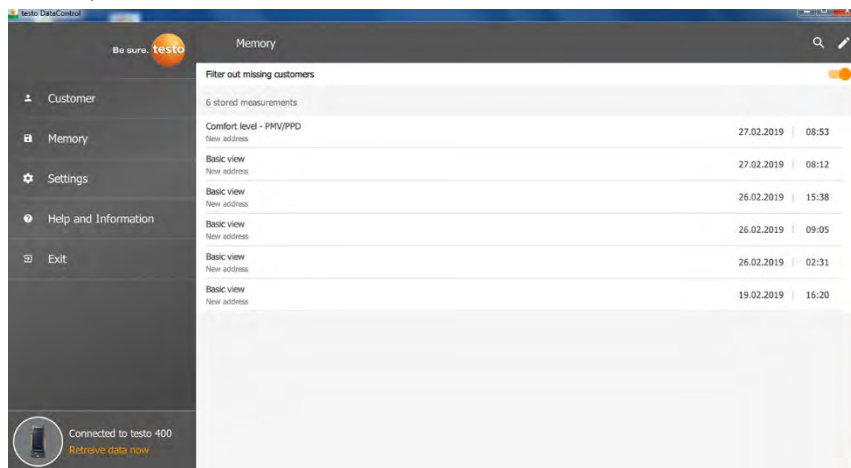 testo DataControl
Be sure. testo
Memory
Filter out missing customers
Customer
6 stored measurements
Comfort level - PMV/PPD
27.02.2019 08:53
New address
Memory
Basic view
27.02.2019 08:12
New address
Settings
Basic view
26.02.2019 15:38
New address
Help and Information
Basic view
26.02.2019 09:05
New address
Exit
Basic view
26.02.2019 02:31
New address
Basic view
19.02.2019 16:20
New address
Connected to testo 400
Retreive data now